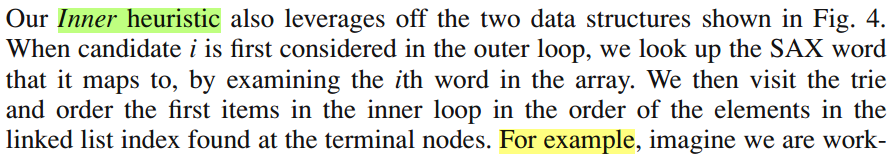 Our Inner heuristic also leverages off the two data structures shown in Fig. 4.
When candidate i is first considered in the outer loop, we look up the SAX word
that it maps to, by examining the ith word in the array. We then visit the trie
and order the first items in the inner loop in the order of the elements in the
linked list index found at the terminal nodes. For example, imagine we are work-